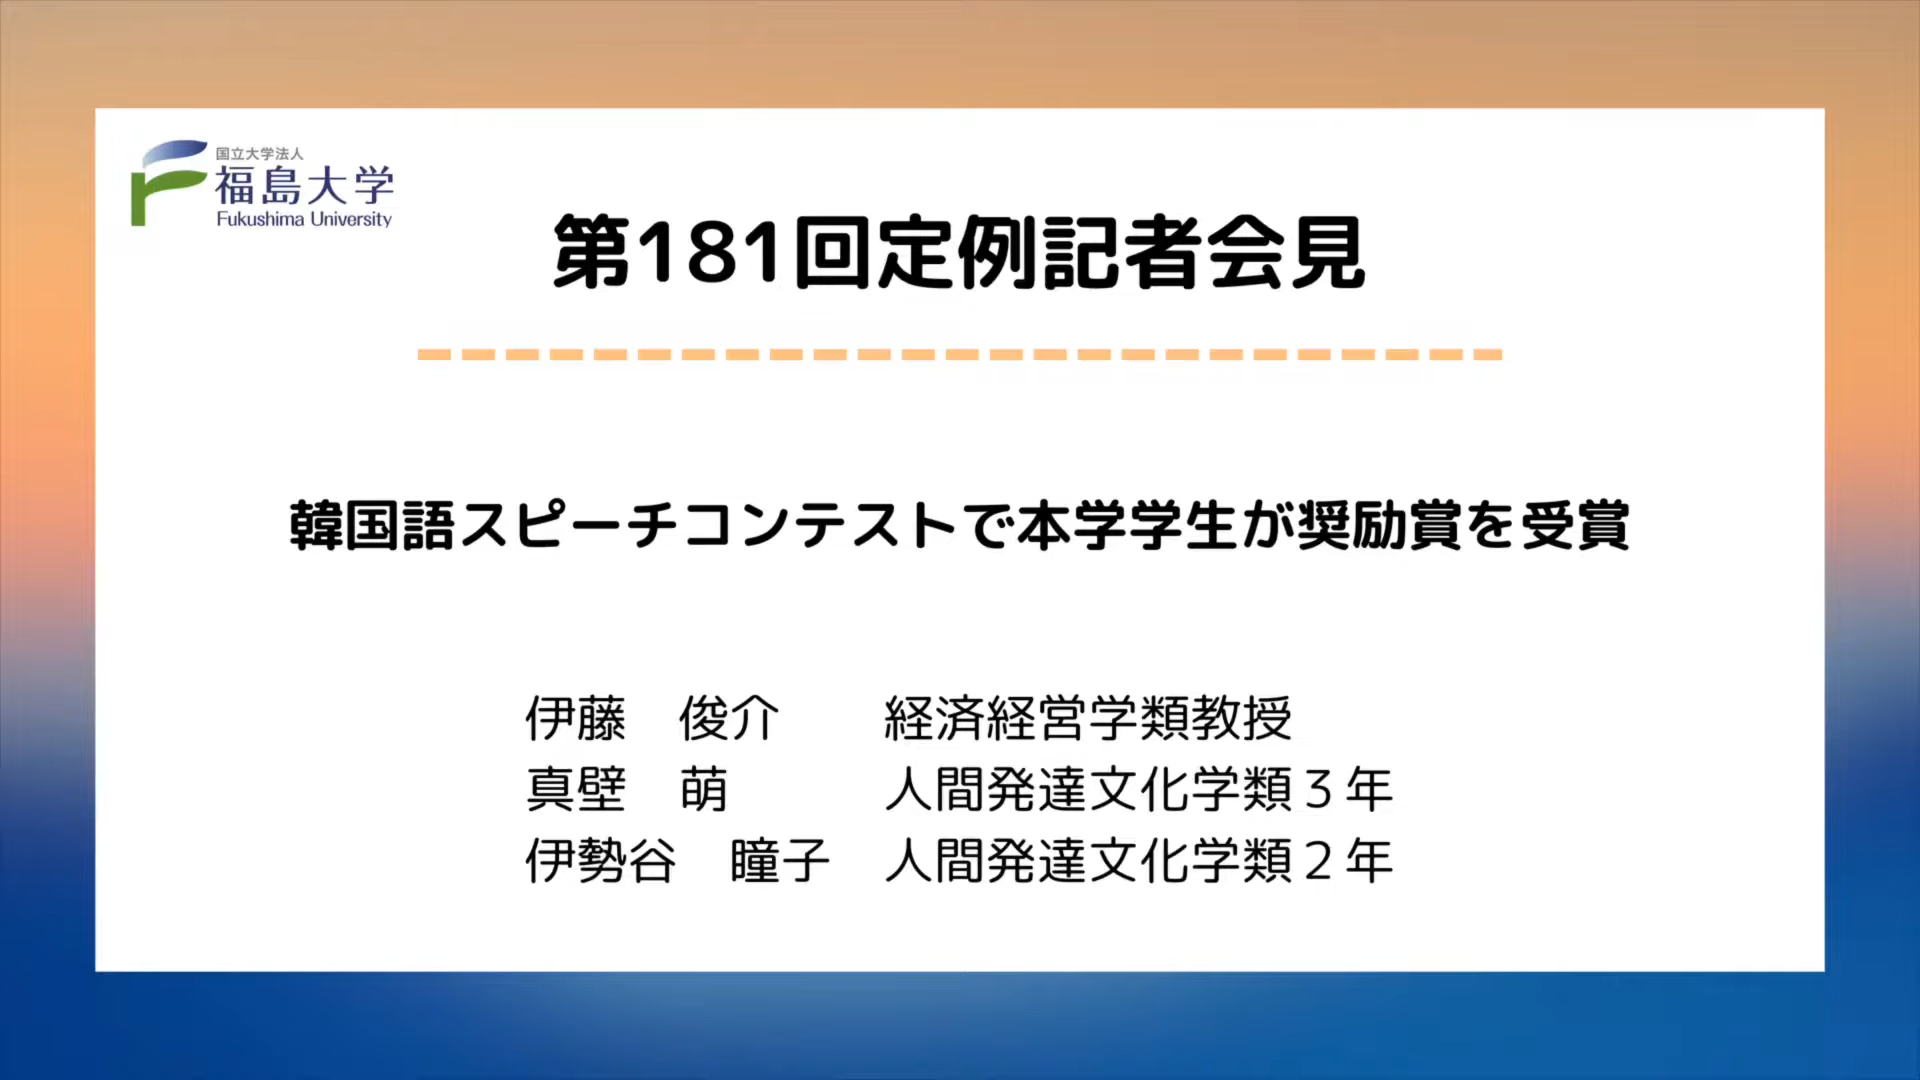 国立大学法人
福島大学
Fukushima University
第181回定例記者会見
韓国語スピーチコンテストで本学学生が奨励賞を受賞
伊藤　俊介　　経済経営学類教授
真壁　萌　　　人間発達文化学類３年
伊勢谷　瞳子　人間発達文化学類２年